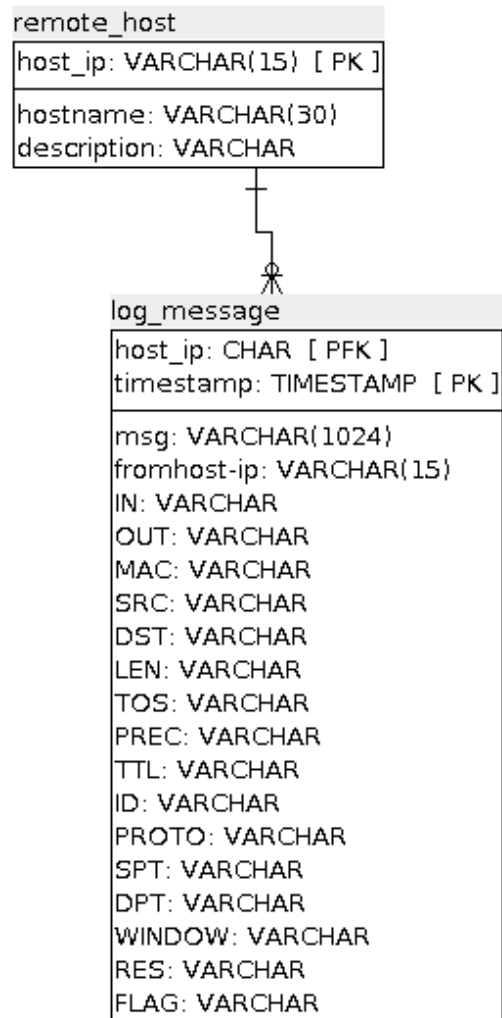 remote_host
host_ip: VARCHAR(15) [ PK ]
hostname: VARCHAR(30)
description: VARCHAR
log_message
host_ip: CHAR [ PFK ]
timestamp: TIMESTAMP [ PK ]
msg: VARCHAR(1024)
fromhost-ip: VARCHAR(15)
IN: VARCHAR
OUT: VARCHAR
MAC: VARCHAR
SRC: VARCHAR
DST: VARCHAR
LEN: VARCHAR
TOS: VARCHAR
PREC: VARCHAR
TTL: VARCHAR
ID: VARCHAR
PROTO: VARCHAR
SPT: VARCHAR
DPT: VARCHAR
WINDOW: VARCHAR
RES: VARCHAR
FLAG: VARCHAR